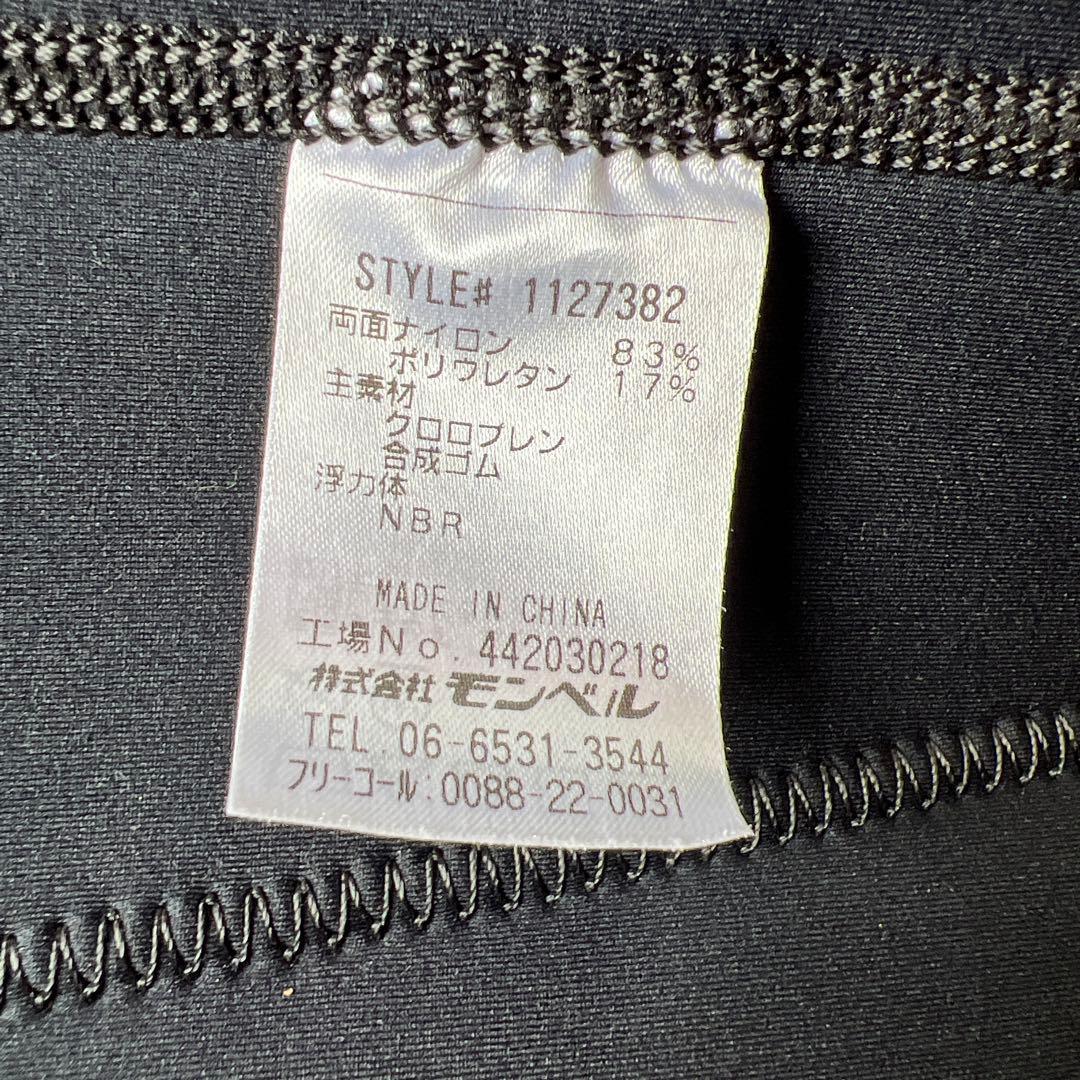 STYLE# 1127382
両面ナイロン 83%
ポリウレタン 17%
主素材
クロロプレン
合成ゴム
浮力体
NBR
MADE IN CHINA
工場No. 442030218
株式会社モンベル
TEL. 06-6531-3544
フリーコール:0088-22-0031